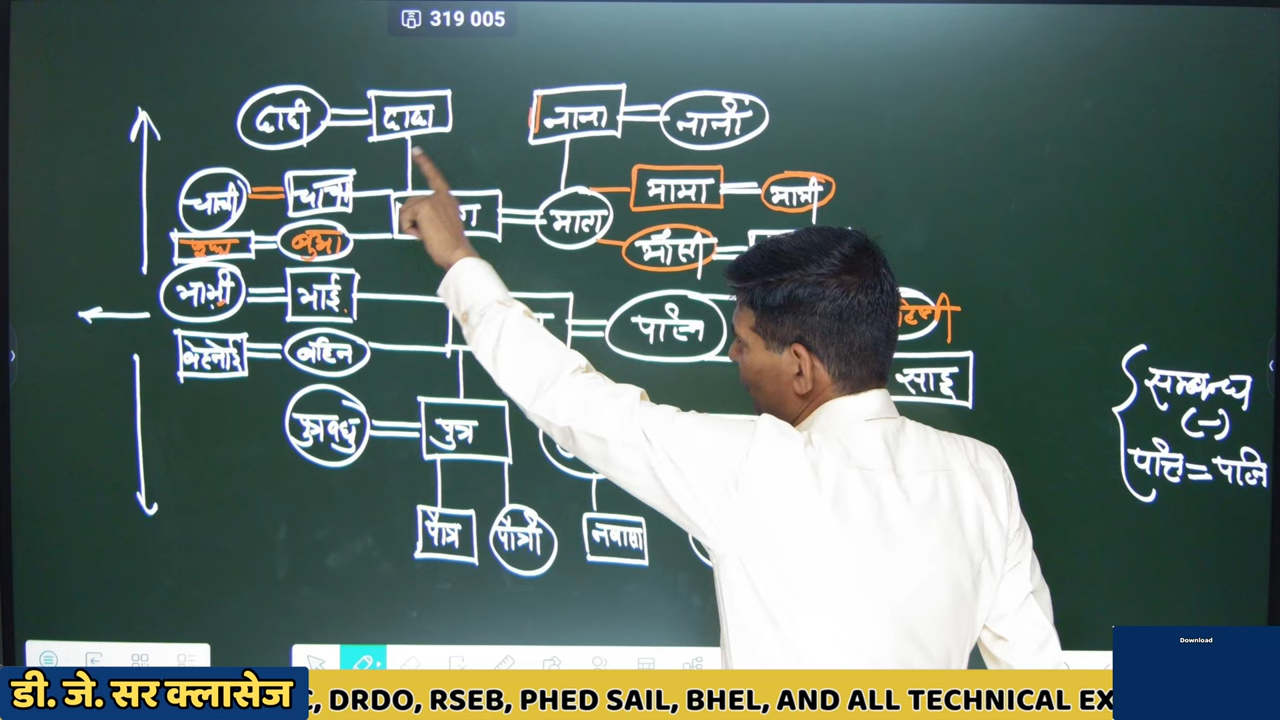 319 005
दादी दादा नाना नानी
चाची चाचा माता मामा मामी
बुआ मौसी
भाभी भाई पत्नि
बहनोई बहिन साढू
पुत्रवधु पुत्र
पौत्र पौत्री नवासा
सम्बन्ध
(-)
पति = पत्नि
Download
डी. जे. सर क्लासेज
C, DRDO, RSEB, PHED SAIL, BHEL, AND ALL TECHNICAL EX